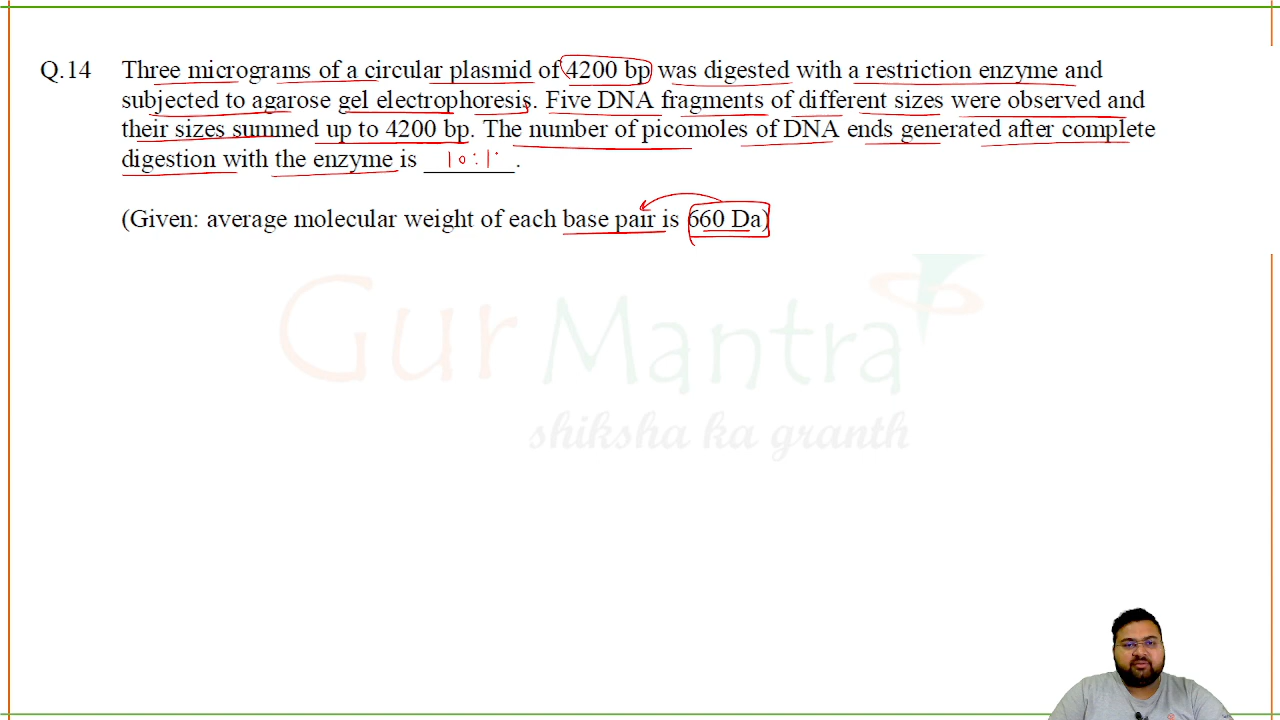 Q.14 Three micrograms of a circular plasmid of 4200 bp was digested with a restriction enzyme and
subjected to agarose gel electrophoresis. Five DNA fragments of different sizes were observed and
their sizes summed up to 4200 bp. The number of picomoles of DNA ends generated after complete
digestion with the enzyme is ________.
(Given: average molecular weight of each base pair is 660 Da)
Gur Mantra
shiksha ka granth